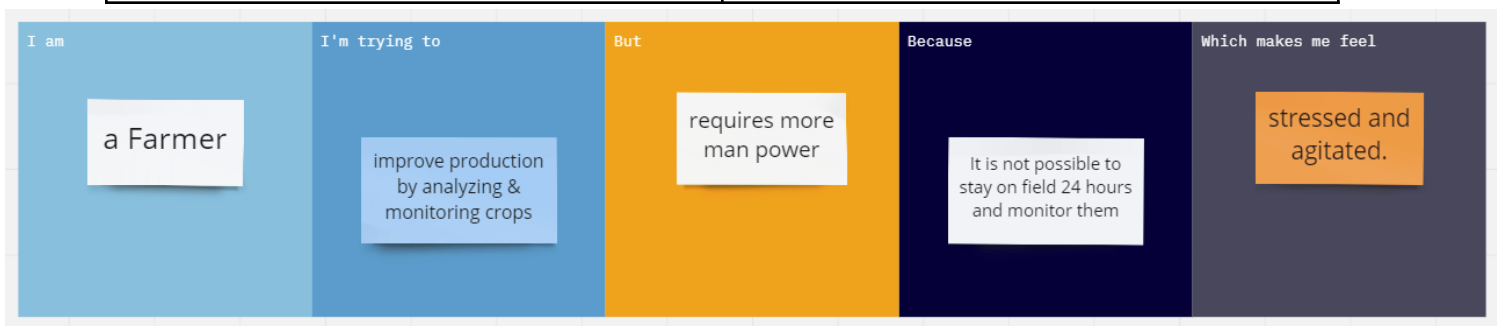 I am
a Farmer
I'm trying to
improve production
by analyzing &
monitoring crops
But
requires more
man power
Because
It is not possible to
stay on field 24 hours
and monitor them
Which makes me feel
stressed and
agitated.